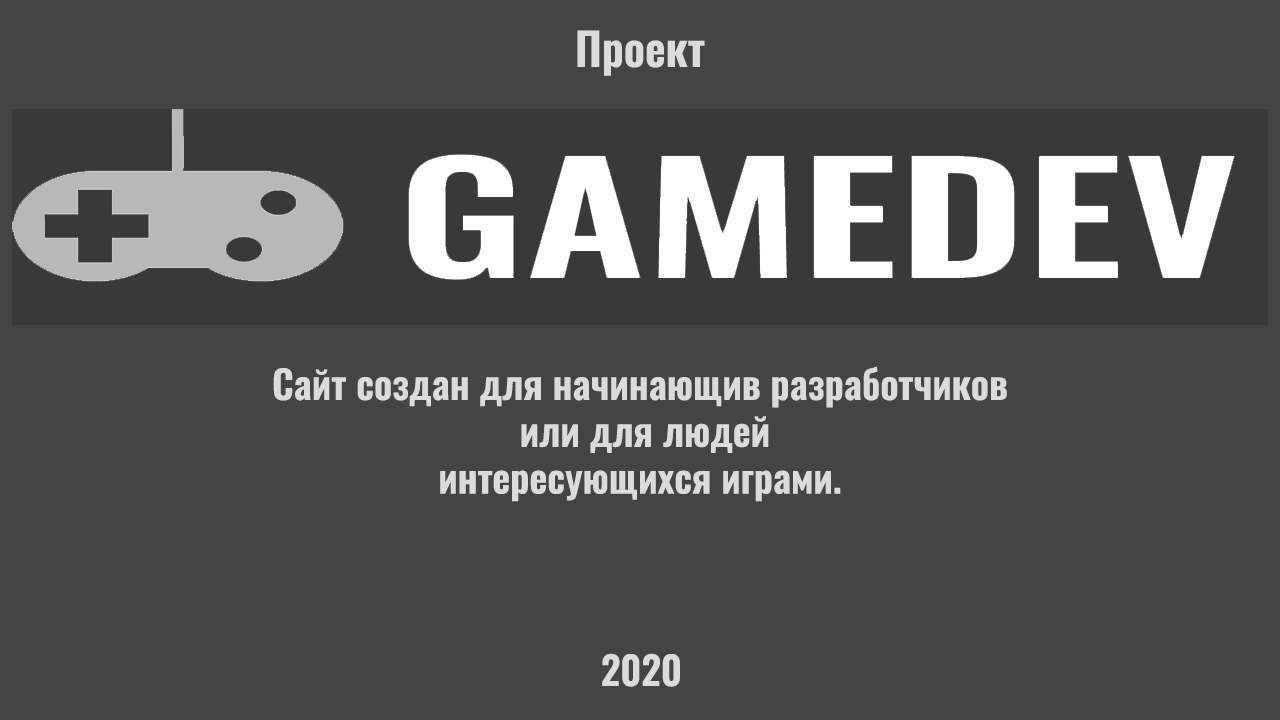 Проект
GAMEDEV
Сайт создан для начинающив разработчиков
или для людей
интересующихся играми.
2020